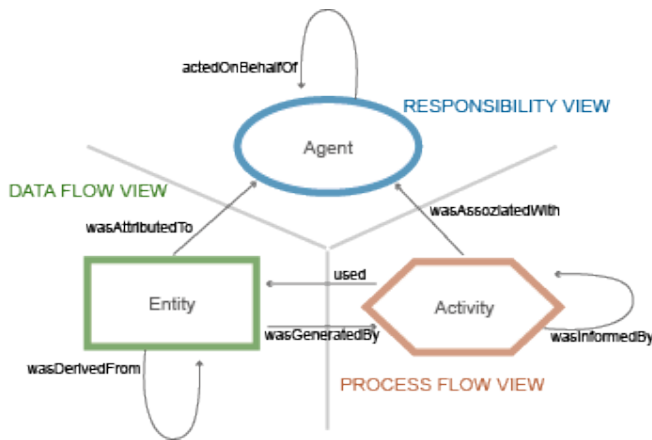 actedOnBehalfOf
RESPONSIBILITY VIEW
Agent
DATA FLOW VIEW
wasAttributedTo
wasAssoziatedWith
used
Entity
Activity
wasGeneratedBy
wasInformedBy
wasDerivedFrom
PROCESS FLOW VIEW